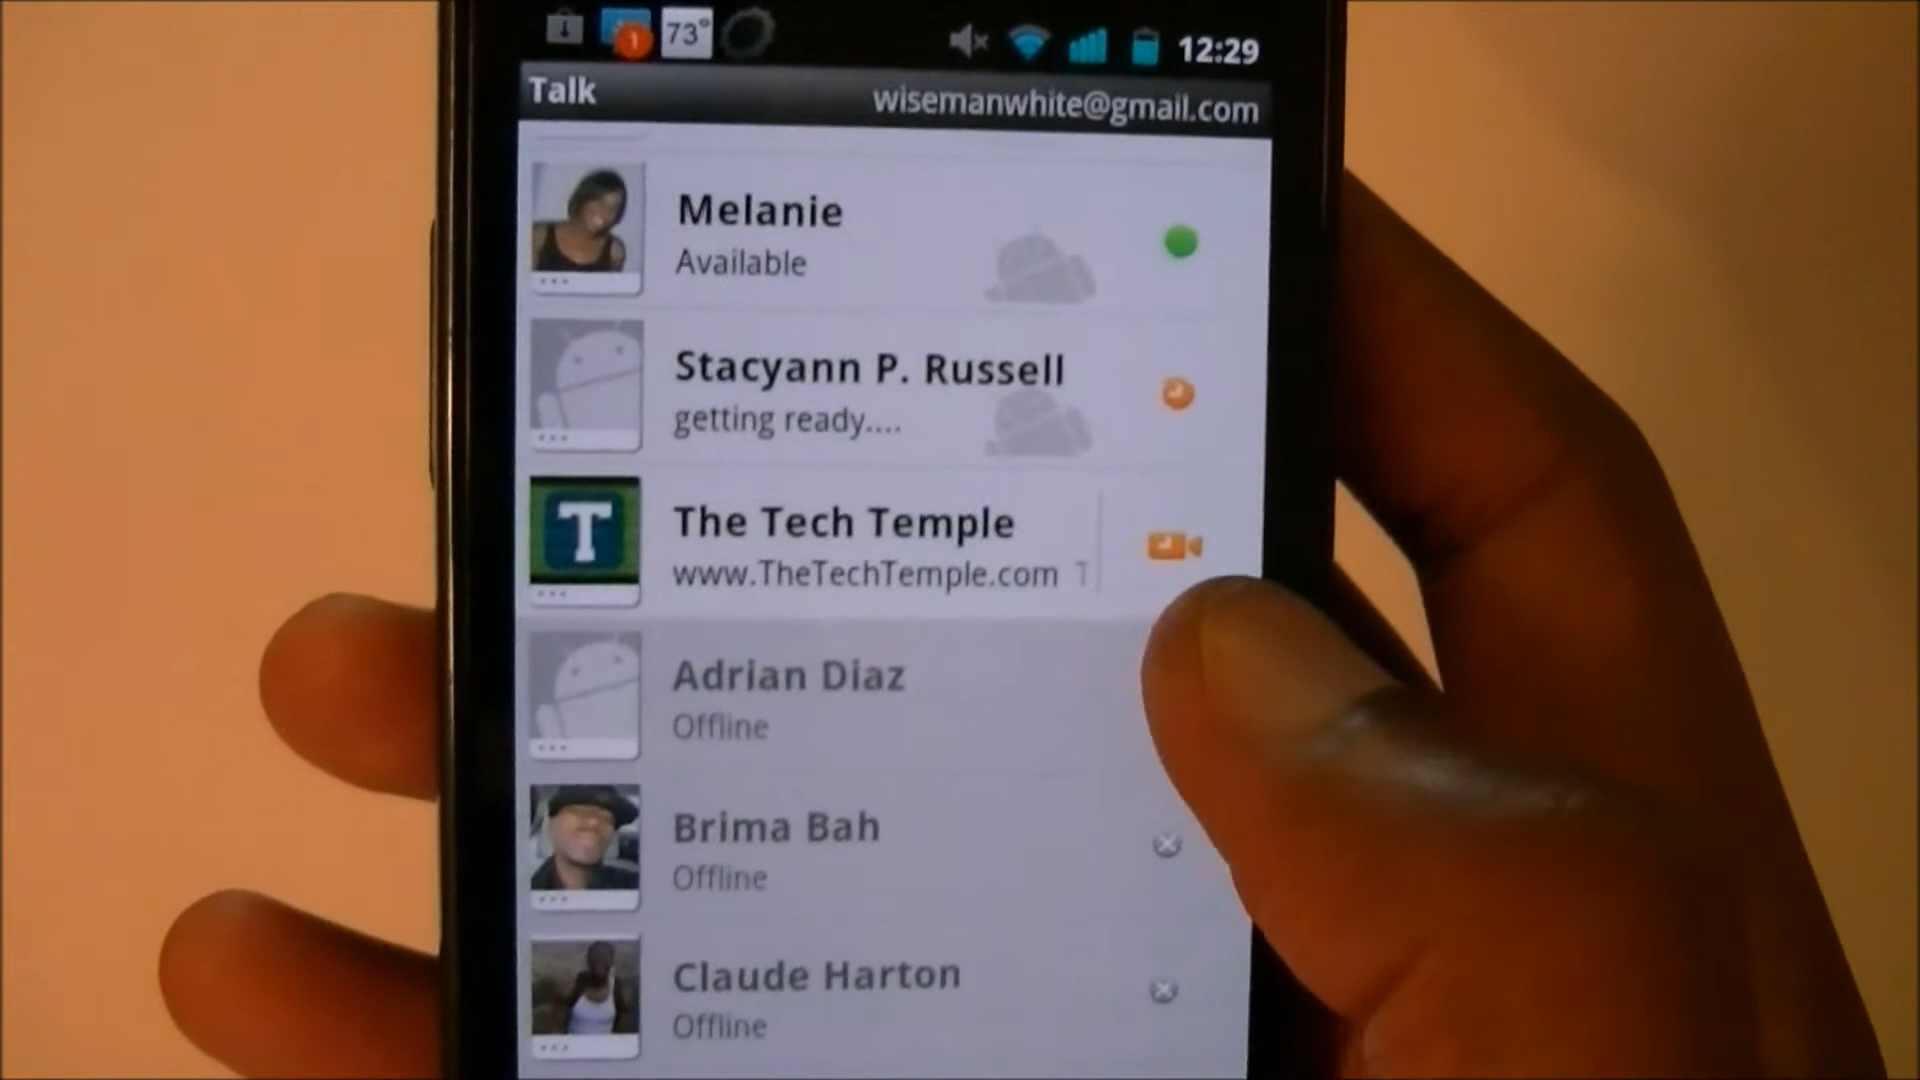 1 73° 12:29
Talk wisemanwhite@gmail.com
Melanie
Available
Stacyann P. Russell
getting ready....
T The Tech Temple
www.TheTechTemple.com T
Adrian Diaz
Offline
Brima Bah
Offline
Claude Harton
Offline